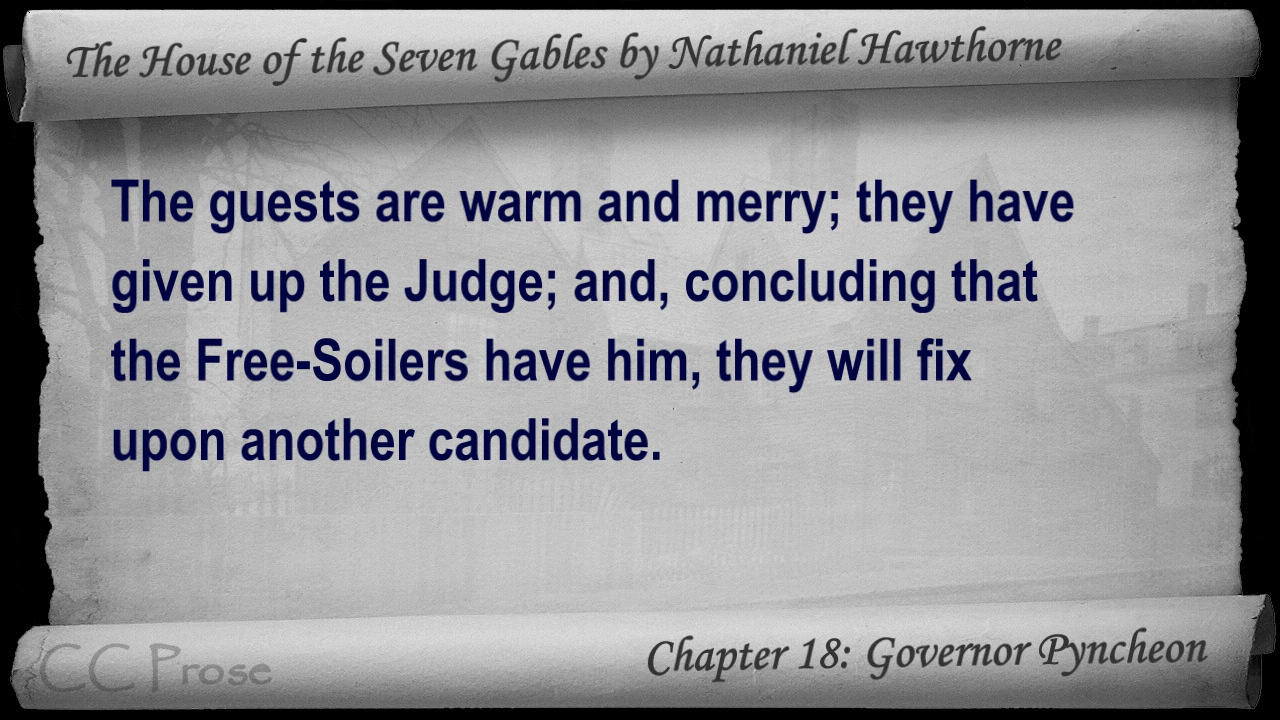 The House of the Seven Gables by Nathaniel Hawthorne
The guests are warm and merry; they have
given up the Judge; and, concluding that
the Free-Soilers have him, they will fix
upon another candidate.
CC Prose
Chapter 18: Governor Pyncheon